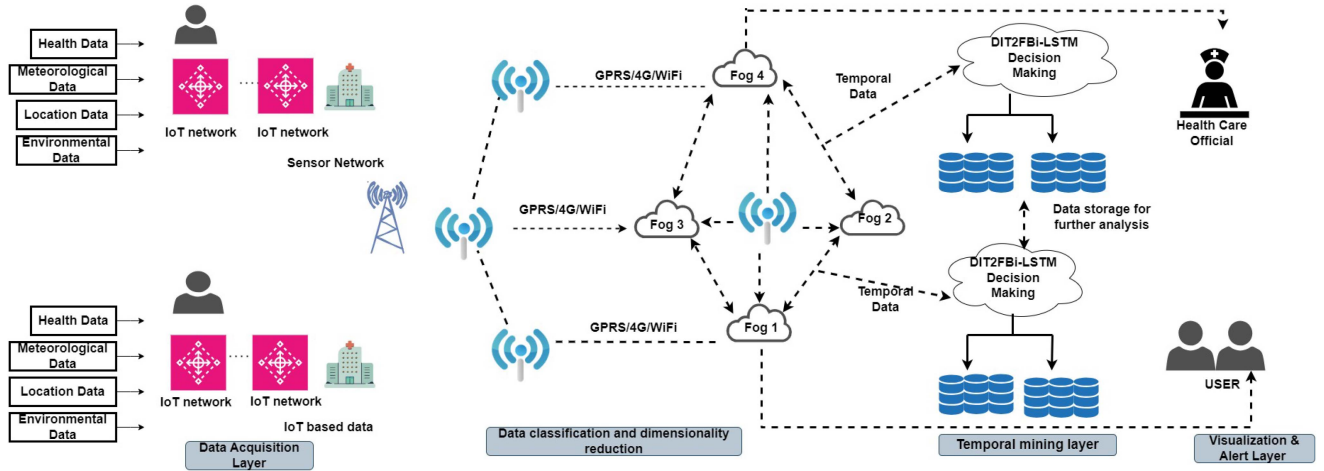 Health Data
Meteorological
Data
Location Data
Environmental
Data
IoT network
IoT network
Sensor Network
Health Data
Meteorological
Data
Location Data
Environmental
Data
IoT network
IoT network
IoT based data
Data Acquisition
Layer
GPRS/4G/WiFi
GPRS/4G/WiFi
GPRS/4G/WiFi
Fog 4
Fog 3
Fog 2
Fog 1
Data classification and dimensionality
reduction
Temporal
Data
Temporal
Data
DIT2FBi-LSTM
Decision
Making
Data storage for
further analysis
DIT2FBi-LSTM
Decision
Making
Temporal mining layer
Health Care
Official
USER
Visualization &
Alert Layer